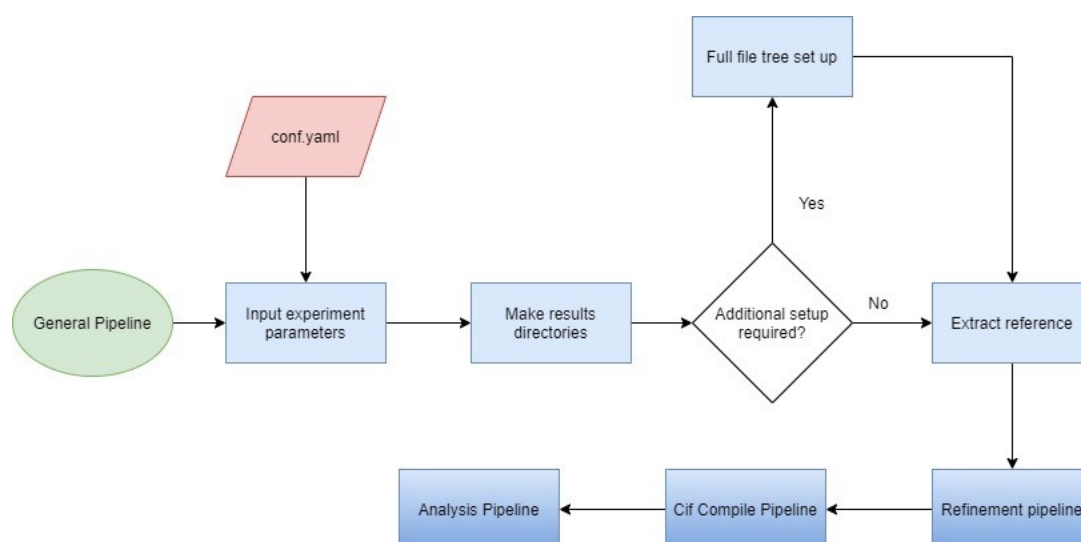 Full file tree set up
conf.yaml
Yes
General Pipeline
Input experiment
parameters
Make results
directories
Additional setup
required?
No
Extract reference
Analysis Pipeline
Cif Compile Pipeline
Refinement pipeline